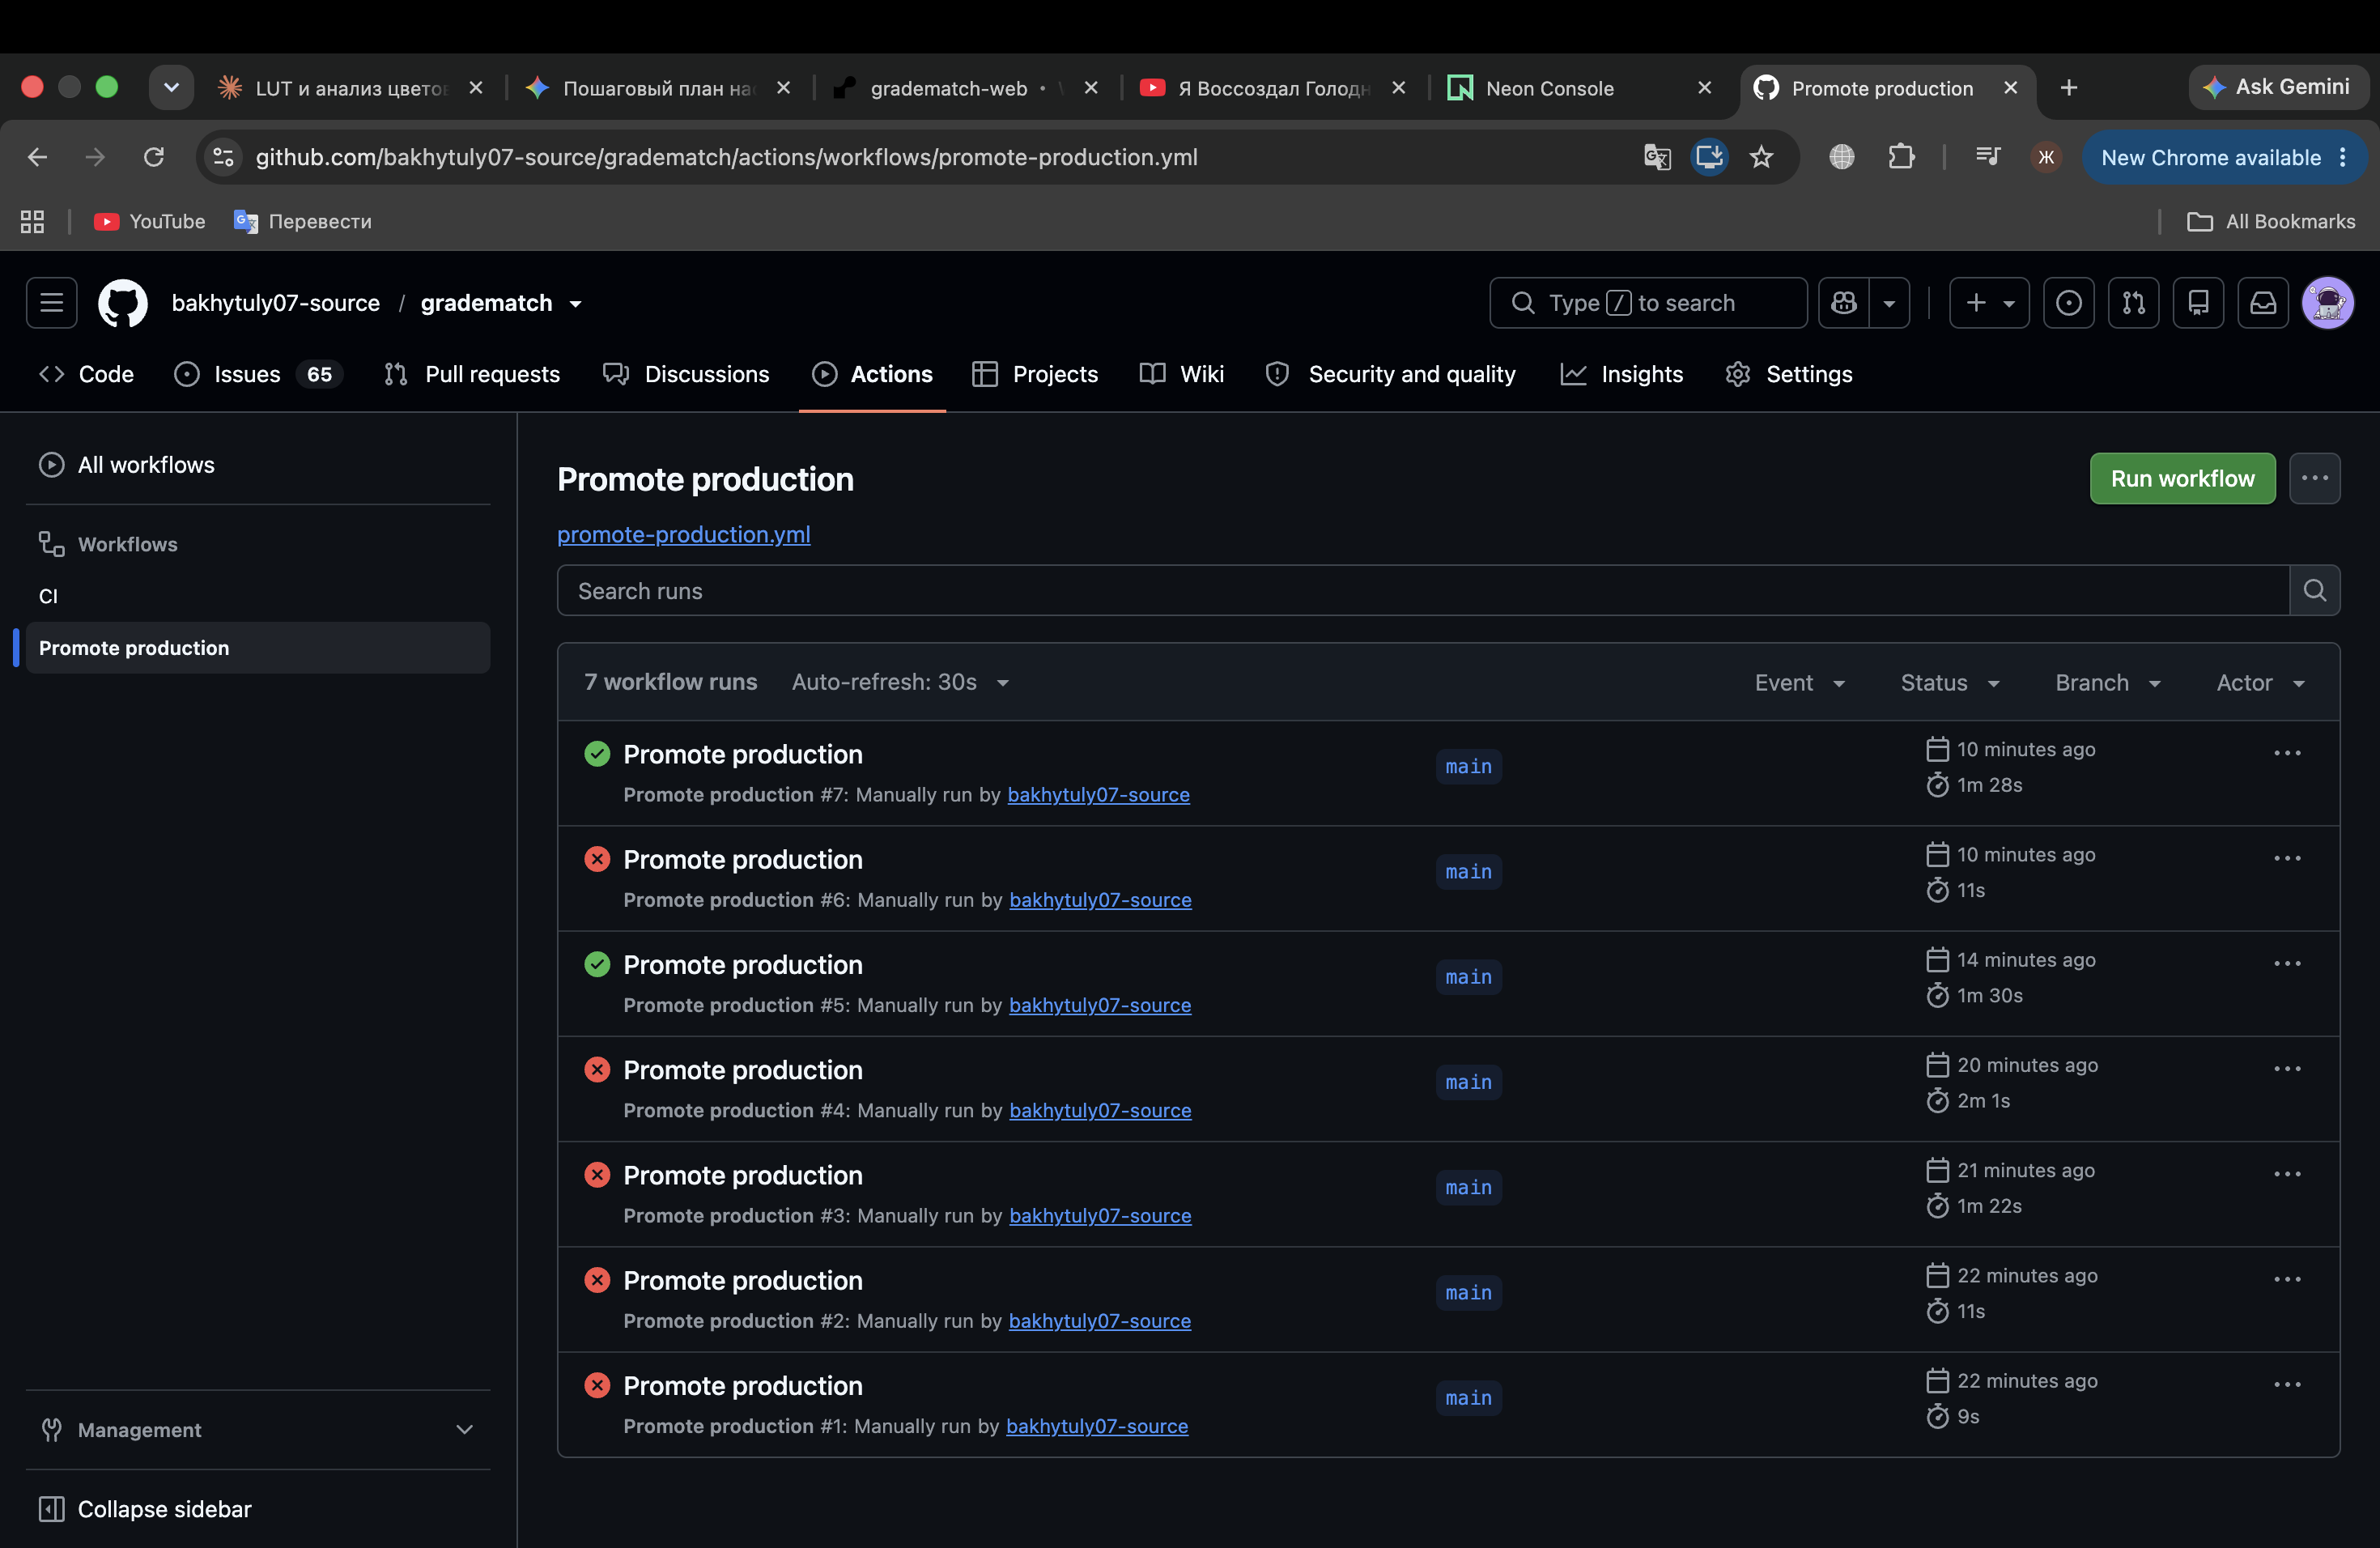 LUT и анализ цвето
Пошаговый план на
gradematch-web •
Я Воссоздал Голодн
Neon Console
Promote production
Ask Gemini
github.com/bakhytuly07-source/gradematch/actions/workflows/promote-production.yml
Ж
New Chrome available
YouTube
Перевести
All Bookmarks
bakhytuly07-source / gradematch
Type / to search
Code
Issues 65
Pull requests
Discussions
Actions
Projects
Wiki
Security and quality
Insights
Settings
All workflows
Workflows
CI
Promote production
Management
Collapse sidebar
Promote production
Run workflow
promote-production.yml
Search runs
7 workflow runs
Auto-refresh: 30s
Event
Status
Branch
Actor
Promote production
Promote production #7: Manually run by bakhytuly07-source
main
10 minutes ago
1m 28s
Promote production
Promote production #6: Manually run by bakhytuly07-source
main
10 minutes ago
11s
Promote production
Promote production #5: Manually run by bakhytuly07-source
main
14 minutes ago
1m 30s
Promote production
Promote production #4: Manually run by bakhytuly07-source
main
20 minutes ago
2m 1s
Promote production
Promote production #3: Manually run by bakhytuly07-source
main
21 minutes ago
1m 22s
Promote production
Promote production #2: Manually run by bakhytuly07-source
main
22 minutes ago
11s
Promote production
Promote production #1: Manually run by bakhytuly07-source
main
22 minutes ago
9s